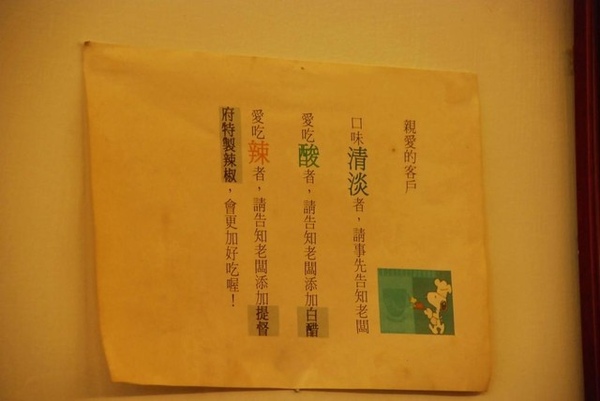 親愛的客戶
口味清淡者，請事先告知老闆
愛吃酸者，請告知老闆添加白醋
愛吃辣者，請告知老闆添加提督
府特製辣椒，會更加好吃喔！